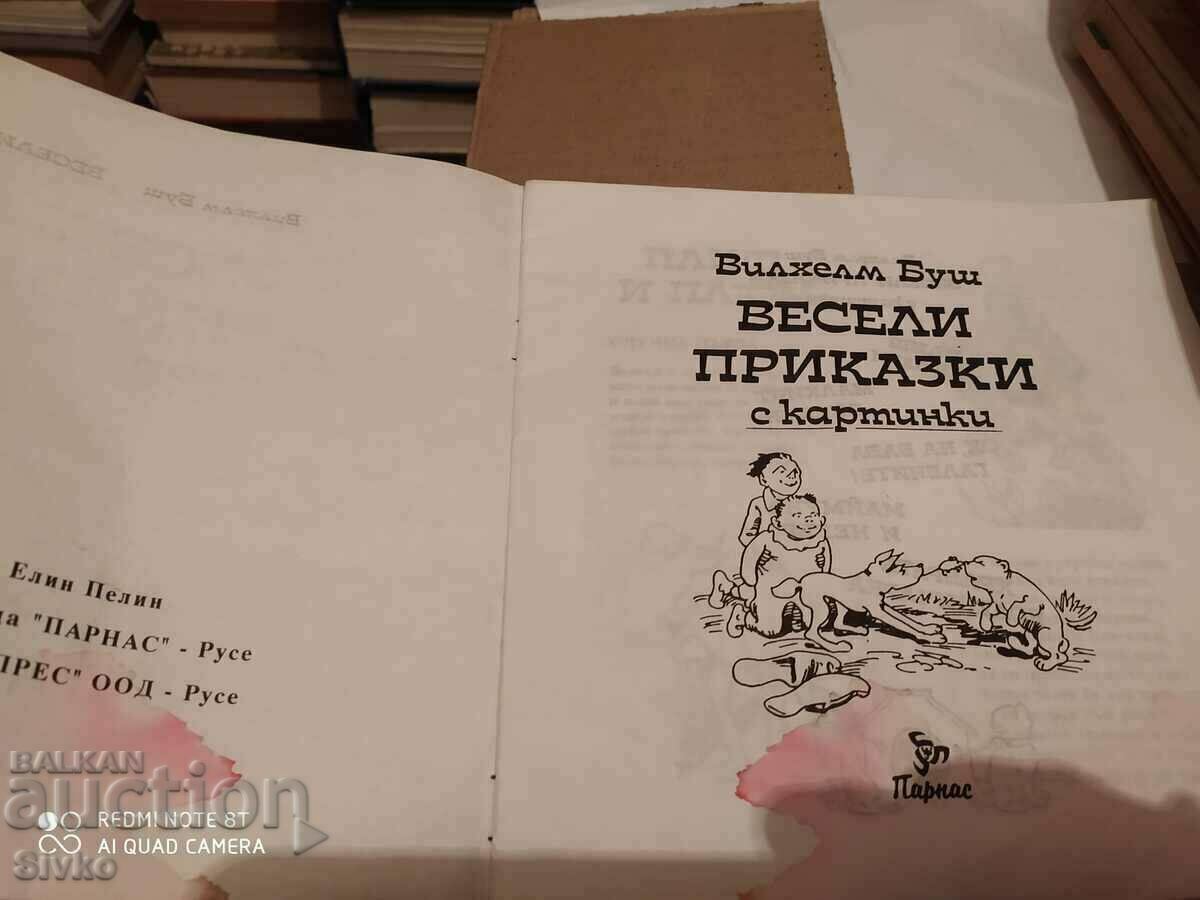 Елин Пелин
"ПАРНАС" - Русе
ПРЕС" ООД - Русе
Вилхелм Буш
ВЕСЕЛИ
ПРИКАЗКИ
с картинки
Парнас
BALKAN
auction
REDMI NOTE 8T
AI QUAD CAMERA
Sivko